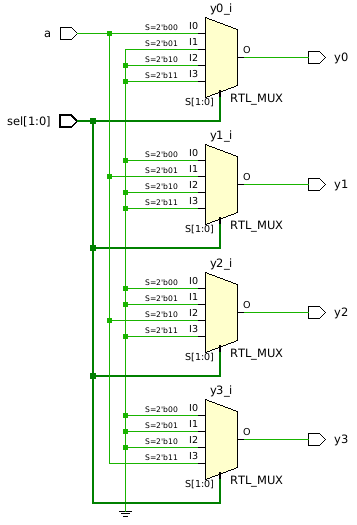 y0_i
a
S=2'b00 I0
S=2'b01 I1
S=2'b10 I2
S=2'b11 I3
O
y0
S[1:0]
RTL_MUX
sel[1:0]
y1_i
S=2'b00 I0
S=2'b01 I1
S=2'b10 I2
S=2'b11 I3
O
y1
S[1:0]
RTL_MUX
y2_i
S=2'b00 I0
S=2'b01 I1
S=2'b10 I2
S=2'b11 I3
O
y2
S[1:0]
RTL_MUX
y3_i
S=2'b00 I0
S=2'b01 I1
S=2'b10 I2
S=2'b11 I3
O
y3
S[1:0]
RTL_MUX